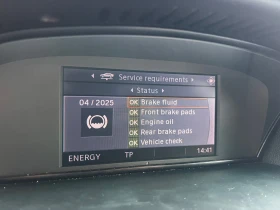 Service requirements
Status
04 / 2025
OK Brake fluid
OK Front brake pads
OK Engine oil
OK Rear brake pads
OK Vehicle check
ENERGY TP 14:41